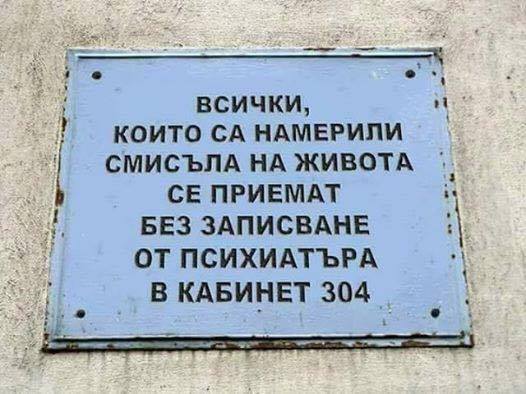 ВСИЧКИ,
КОИТО СА НАМЕРИЛИ
СМИСЪЛА НА ЖИВОТА
СЕ ПРИЕМАТ
БЕЗ ЗАПИСВАНЕ
ОТ ПСИХИАТЪРА
В КАБИНЕТ 304